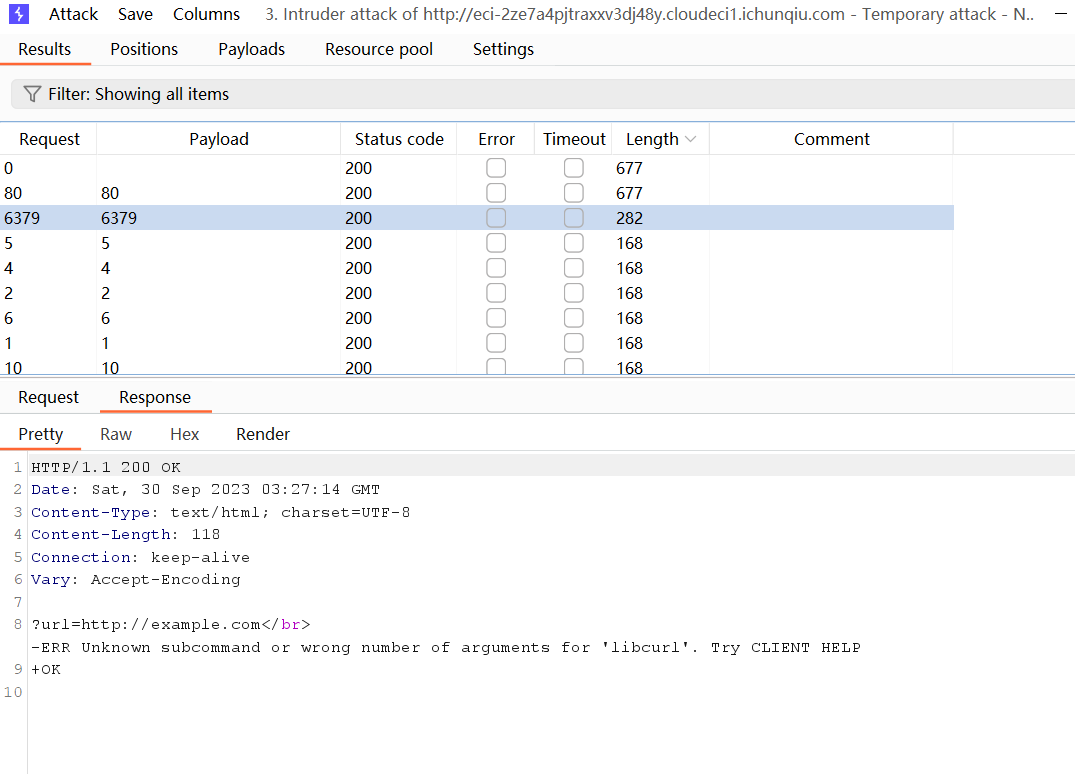 Attack Save Columns 3. Intruder attack of http://eci-2ze7a4pjtraxxv3dj48y.cloudeci1.ichunqiu.com - Temporary attack - N..
Results Positions Payloads Resource pool Settings
Filter: Showing all items
Request Payload Status code Error Timeout Length Comment
0 200 677
80 80 200 677
6379 6379 200 282
5 5 200 168
4 4 200 168
2 2 200 168
6 6 200 168
1 1 200 168
10 10 200 168
Request Response
Pretty Raw Hex Render
1 HTTP/1.1 200 OK
2 Date: Sat, 30 Sep 2023 03:27:14 GMT
3 Content-Type: text/html; charset=UTF-8
4 Content-Length: 118
5 Connection: keep-alive
6 Vary: Accept-Encoding
7
8 ?url=http://example.com</br>
-ERR Unknown subcommand or wrong number of arguments for 'libcurl'. Try CLIENT HELP
9 +OK
10